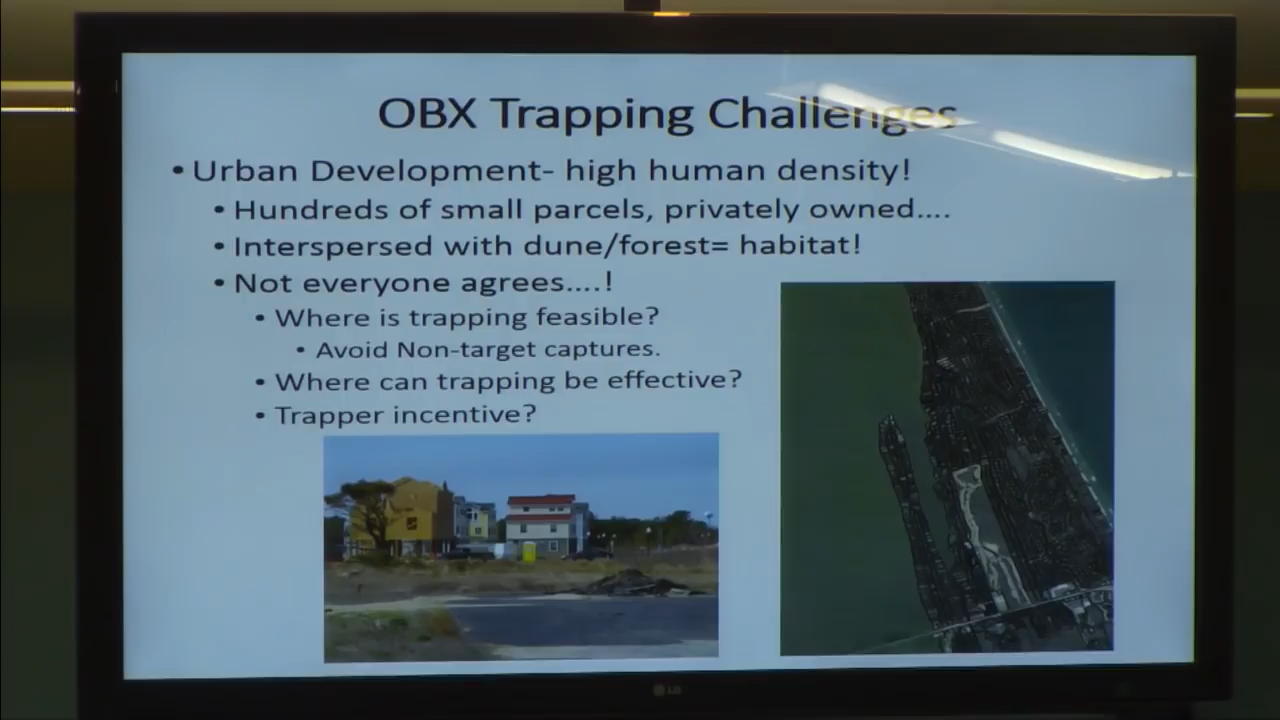 OBX Trapping Challenges
• Urban Development- high human density!
• Hundreds of small parcels, privately owned....
• Interspersed with dune/forest= habitat!
• Not everyone agrees....!
• Where is trapping feasible?
• Avoid Non-target captures.
• Where can trapping be effective?
• Trapper incentive?
LG